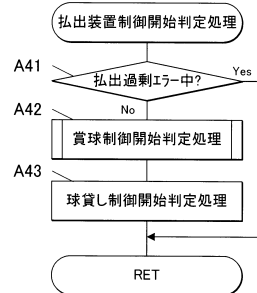 払出装置制御開始判定処理
A41
払出過剰エラー中?
Yes
No
A42
賞球制御開始判定処理
A43
球貸し制御開始判定処理
RET